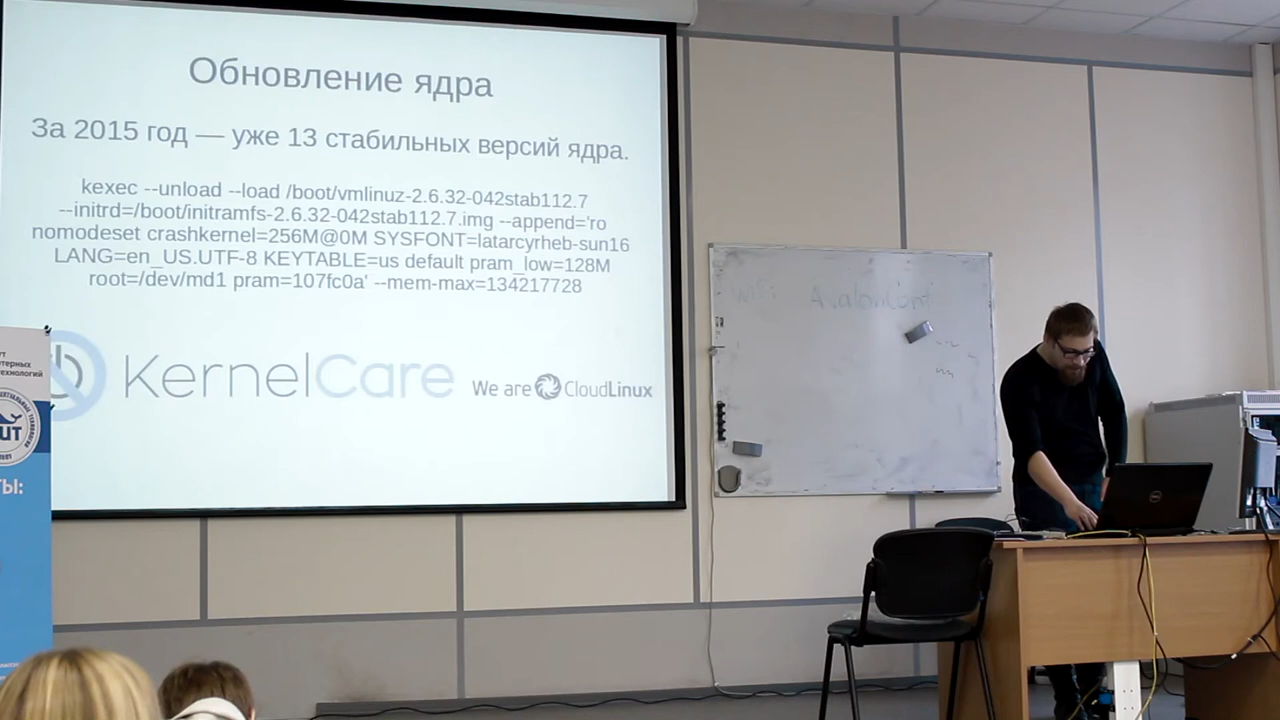 Обновление ядра
За 2015 год — уже 13 стабильных версий ядра.
kexec --unload --load /boot/vmlinuz-2.6.32-042stab112.7
--initrd=/boot/initramfs-2.6.32-042stab112.7.img --append='ro
nomodeset crashkernel=256M@0M SYSFONT=latarcyrheb-sun16
LANG=en_US.UTF-8 KEYTABLE=us default pram_low=128M
root=/dev/md1 pram=107fc0a' --mem-max=134217728
KernelCare
We are CloudLinux
WiFi AvalonConf
DELL